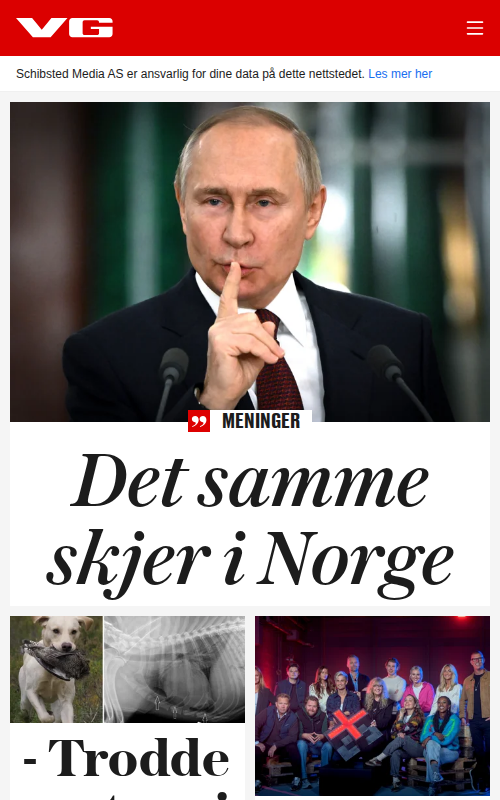 VG
Schibsted Media AS er ansvarlig for dine data på dette nettstedet. Les mer her
MENINGER
Det samme
skjer i Norge
- Trodde